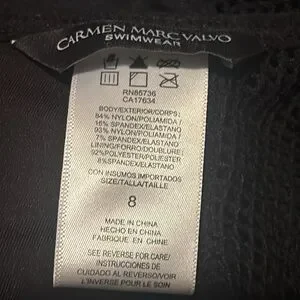 CARMEN MARC VALVO
SWIMWEAR
RN86736
CA17634
BODY/EXTERIOR/CORPS:
84% NYLON/POLIAMIDA/
16% SPANDEX/ELASTANO
93% NYLON/POLIAMIDA/
7% SPANDEX/ELASTANO
LINING/FORRO/DOUBLURE:
92%POLYESTER/POLIESTER
8%SPANDEX/ELASTANO
CON INSUMOS IMPORTADOS
SIZE/TALLA/TAILLE
8
MADE IN CHINA
HECHO EN CHINA
FABRIQUE EN CHINE
SEE REVERSE FOR CARE/
INSTRUCCIONES DE
CUIDADO AL REVERSO/VOIR
L'INVERSE POUR LE SOIN